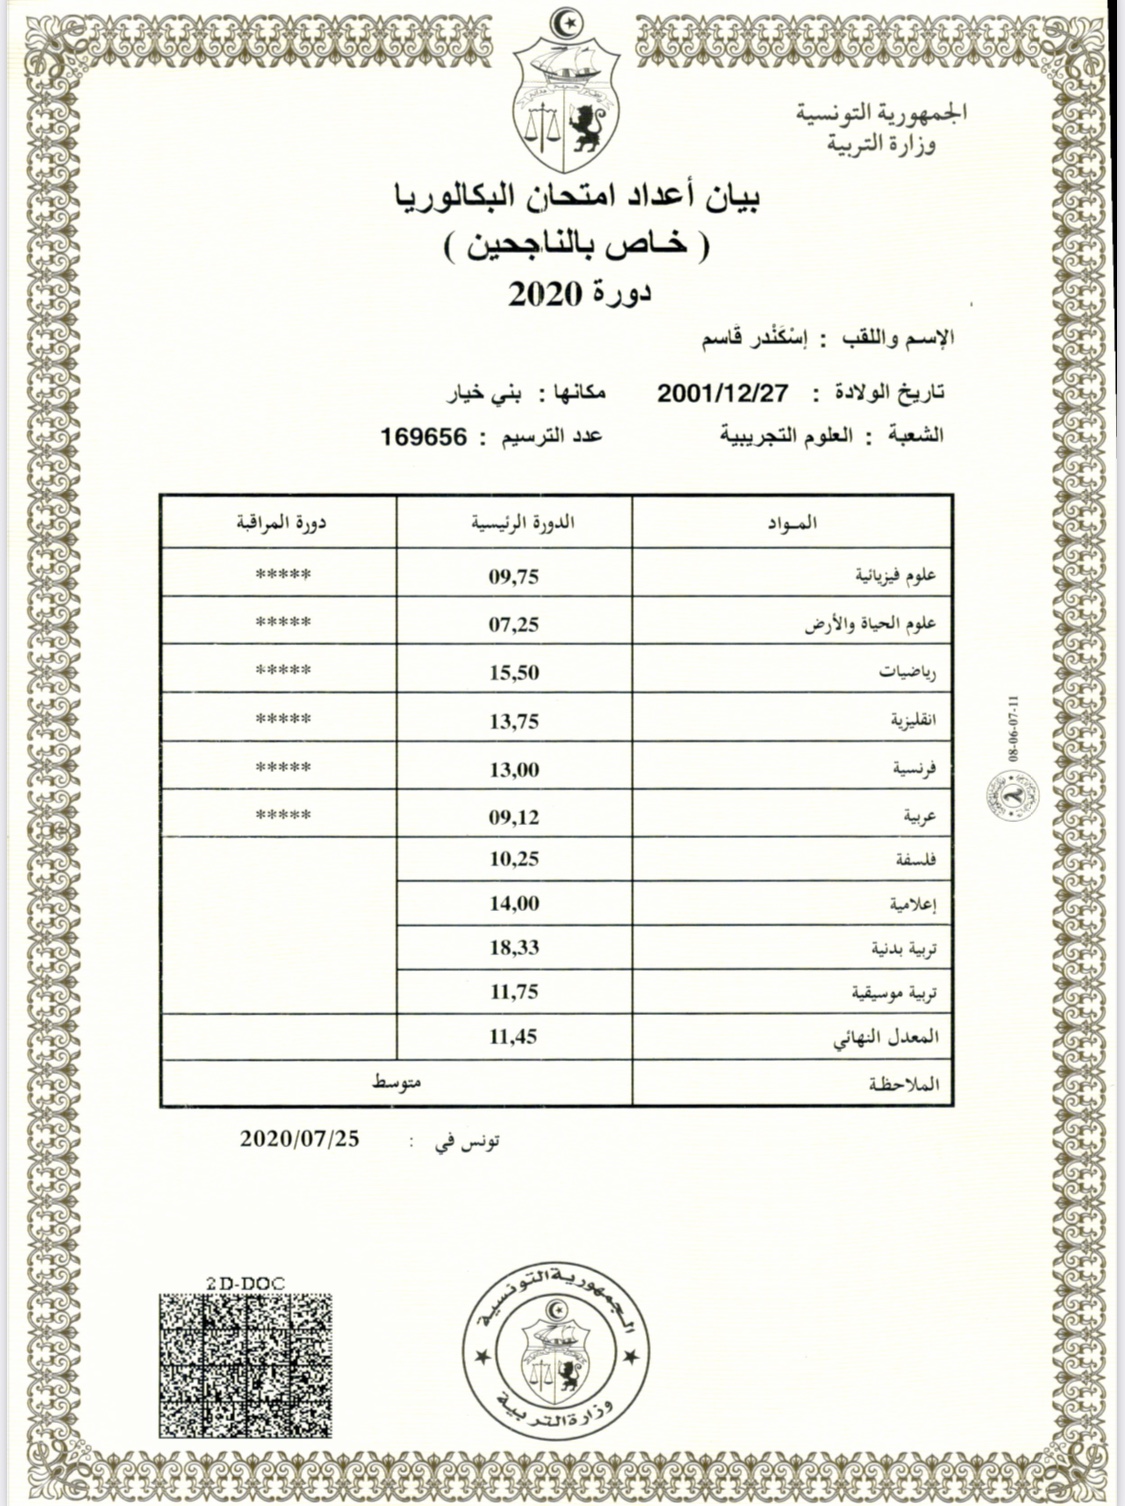 الجمهورية التونسية
وزارة التربية
بيان أعداد امتحان البكالوريا
( خاص بالناجحين )
دورة 2020
الإسم واللقب : إسْكَنْدر قَاسم
تاريخ الولادة : 2001/12/27 مكانها : بني خيار
الشعبة : العلوم التجريبية عدد الترسيم : 169656
المواد الدورة الرئيسية دورة المراقبة
علوم فيزيائية 09,75 *****
علوم الحياة والأرض 07,25 *****
رياضيات 15,50 *****
انقليزية 13,75 *****
فرنسية 13,00 *****
عربية 09,12 *****
فلسفة 10,25
إعلامية 14,00
تربية بدنية 18,33
تربية موسيقية 11,75
المعدل النهائي 11,45
الملاحظة متوسط
08-06-07-11
تونس في : 2020/07/25
2D-DOC
الجمهورية التونسية
وزارة التربية